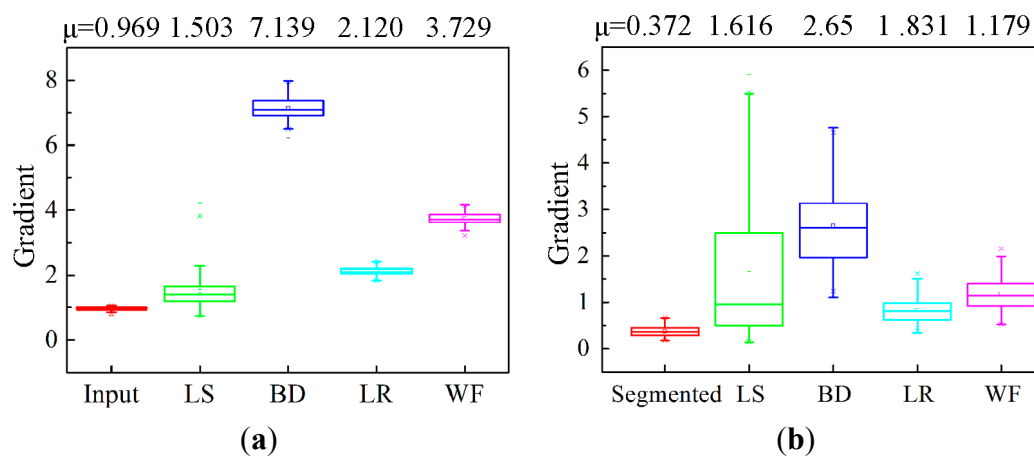 μ=0.969 1.503 7.139 2.120 3.729
8
6
4
2
0
Gradient
Input LS BD LR WF
(a)
μ=0.372 1.616 2.65 1 .831 1.179
6
5
4
3
2
1
0
Gradient
Segmented LS BD LR WF
(b)